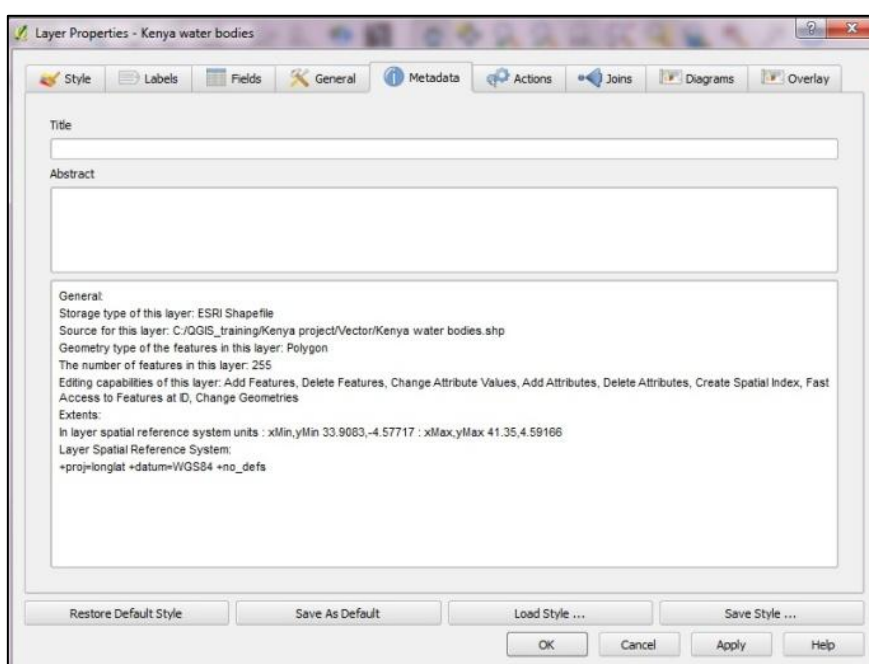 Layer Properties - Kenya water bodies
Style Labels Fields General Metadata Actions Joins Diagrams Overlay
Title
Abstract
General:
Storage type of this layer: ESRI Shapefile
Source for this layer: C:/QGIS_training/Kenya project/Vector/Kenya water bodies.shp
Geometry type of the features in this layer: Polygon
The number of features in this layer: 255
Editing capabilities of this layer: Add Features, Delete Features, Change Attribute Values, Add Attributes, Delete Attributes, Create Spatial Index, Fast
Access to Features at ID, Change Geometries
Extents:
In layer spatial reference system units : xMin,yMin 33.9083,-4.57717 : xMax,yMax 41.35,4.59166
Layer Spatial Reference System:
+proj=longlat +datum=WGS84 +no_defs
Restore Default Style Save As Default Load Style ... Save Style ...
OK Cancel Apply Help